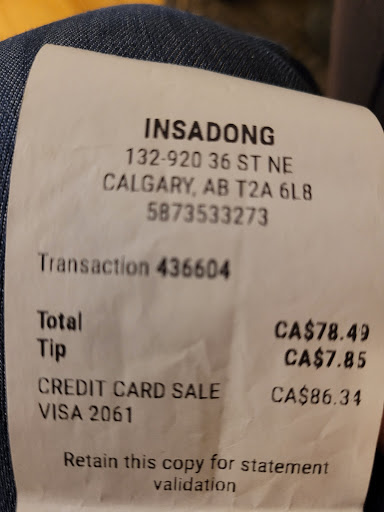 INSADONG
132-920 36 ST NE
CALGARY, AB T2A 6L8
5873533273
Transaction 436604
Total CA$78.49
Tip CA$7.85
CREDIT CARD SALE CA$86.34
VISA 2061
Retain this copy for statement
validation